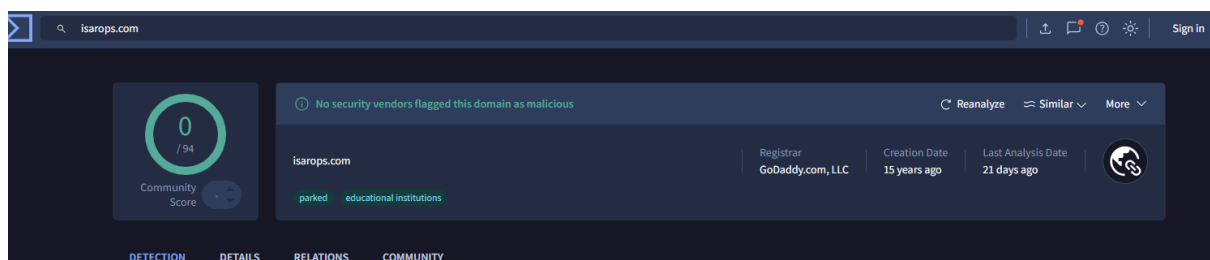 isarops.com
Sign in
0
/ 94
Community
Score
No security vendors flagged this domain as malicious
Reanalyze
Similar
More
isarops.com
Registrar
GoDaddy.com, LLC
Creation Date
15 years ago
Last Analysis Date
21 days ago
parked educational institutions
DETECTION DETAILS RELATIONS COMMUNITY